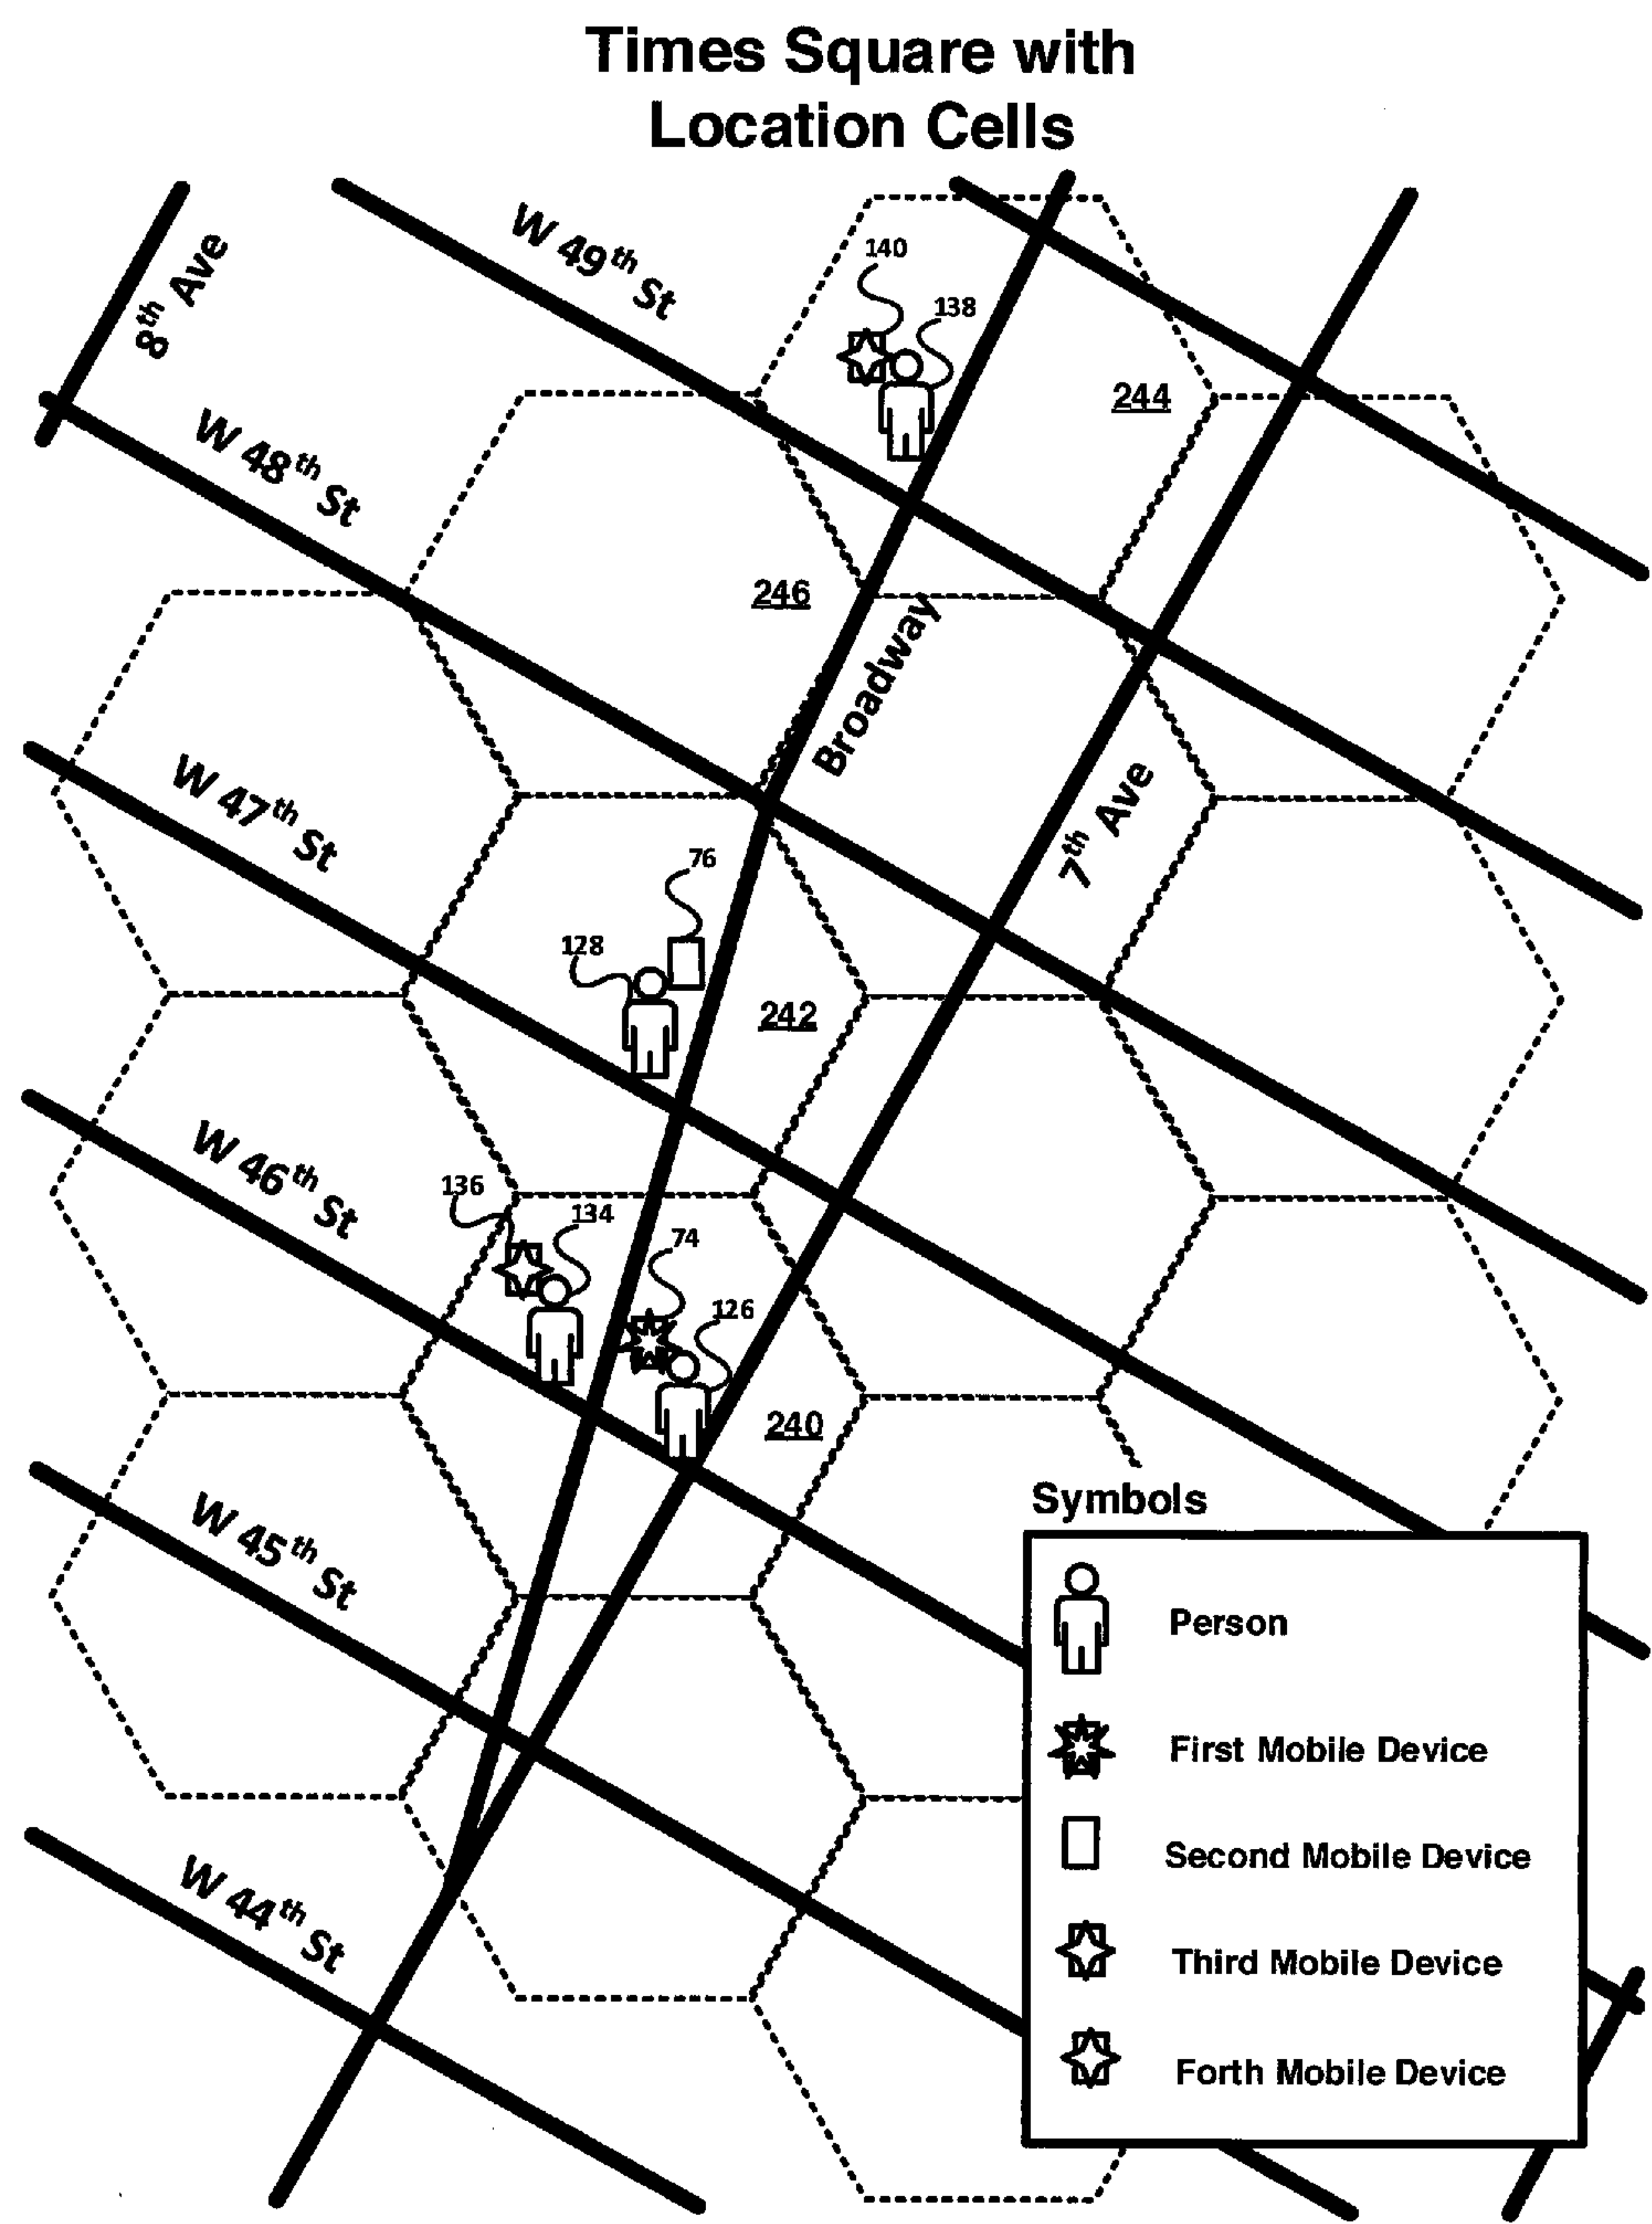 Times Square with
Location Cells
8th Ave
W 49th St
140
138
244
W 48th St
246
Broadway
W 47th St
7th Ave
76
128
242
W 46th St
136
134
74
126
240
W 45th St
Symbols
Person
First Mobile Device
Second Mobile Device
W 44th St
Third Mobile Device
Forth Mobile Device